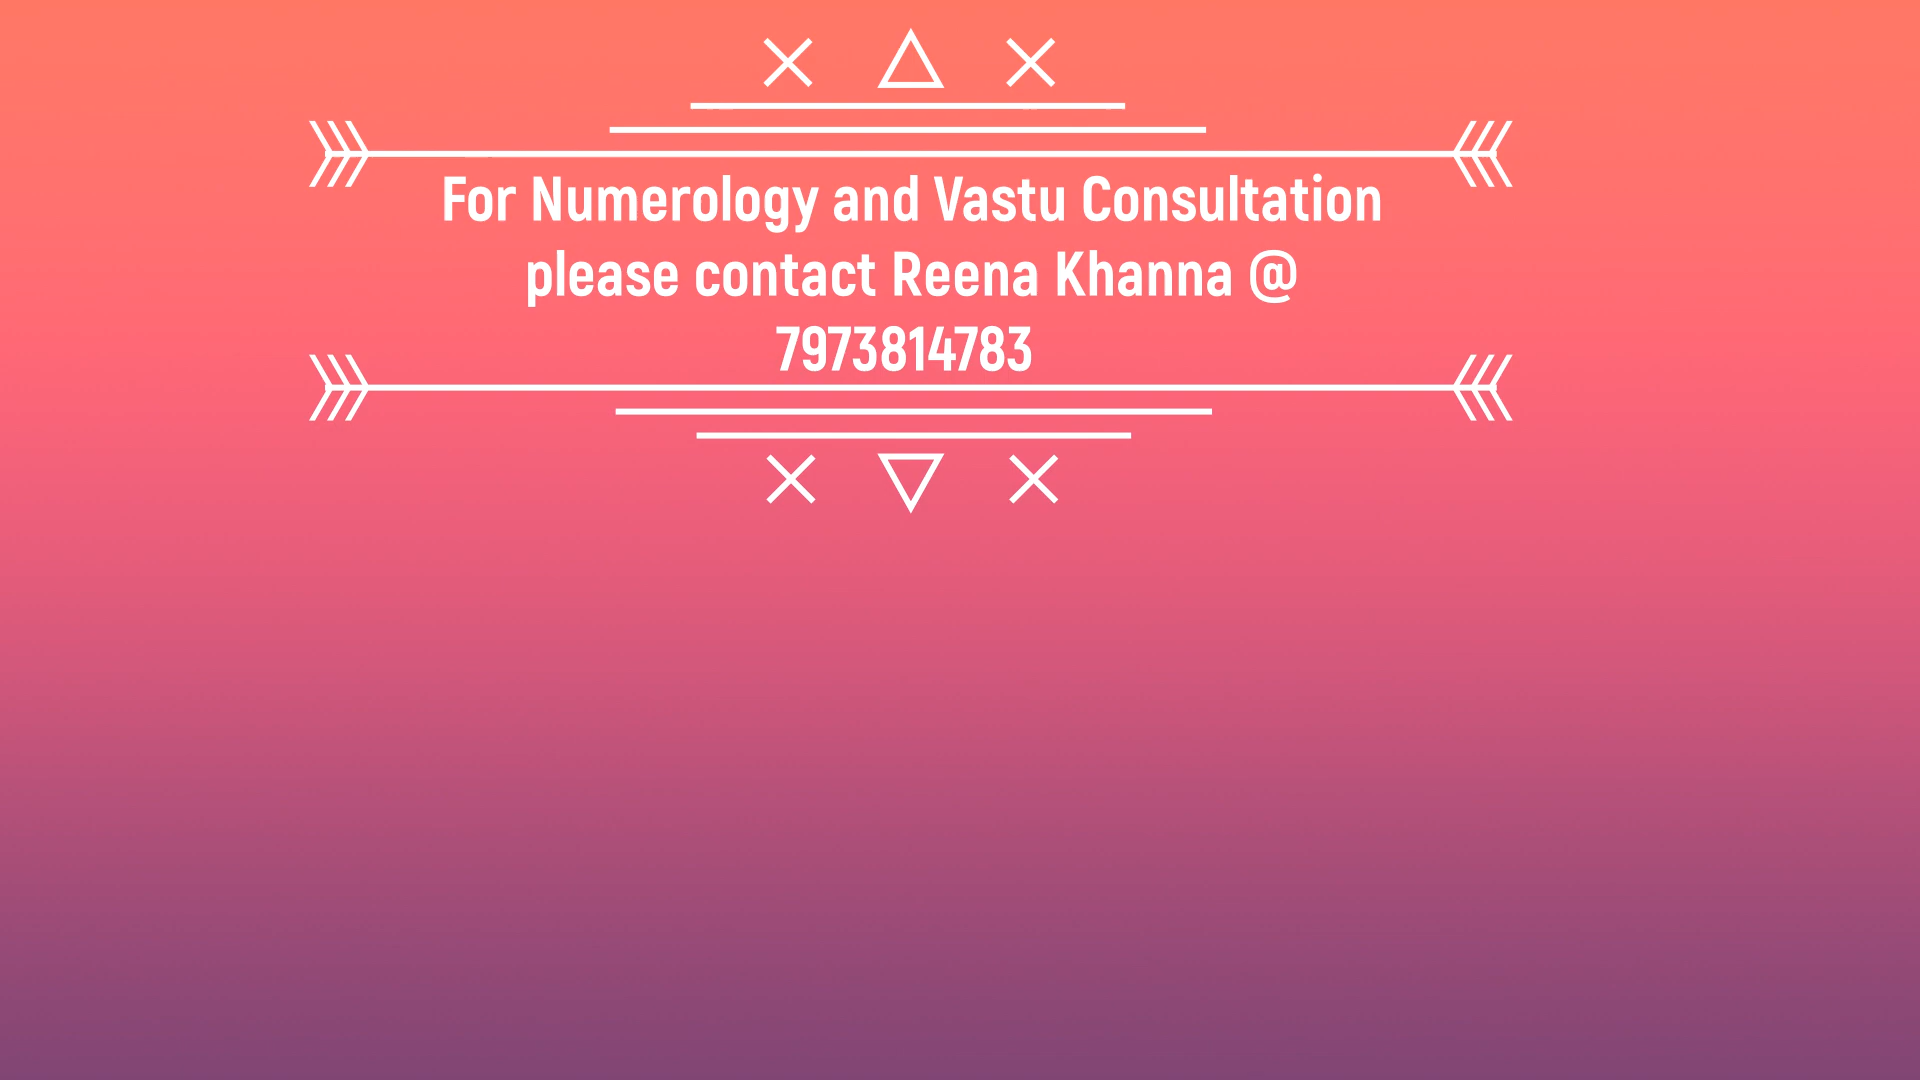 For Numerology and Vastu Consultation
please contact Reena Khanna @
7973814783